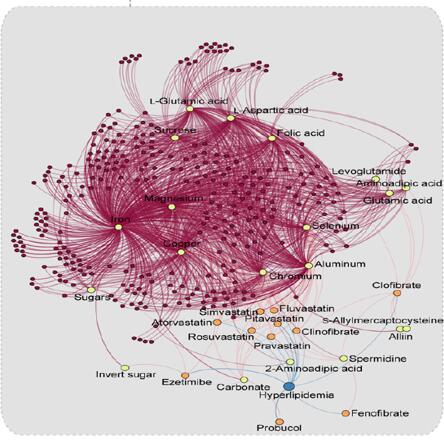 L-Glutamic acid
L-Aspartic acid
Sucrose
Folic acid
Levoglutamide
Aminoadipic acid
Glutamic acid
Magnesium
Iron
Selenium
Copper
Aluminum
Chromium
Sugars
Clofibrate
Simvastatin
Fluvastatin
Atorvastatin
Pitavastatin
s-Allylmercaptocysteine
Rosuvastatin
Clinofibrate
Alliin
Pravastatin
Spermidine
2-Aminoadipic acid
Invert sugar
Ezetimibe
Carbonate
Hyperlipidemia
Fenofibrate
Probucol